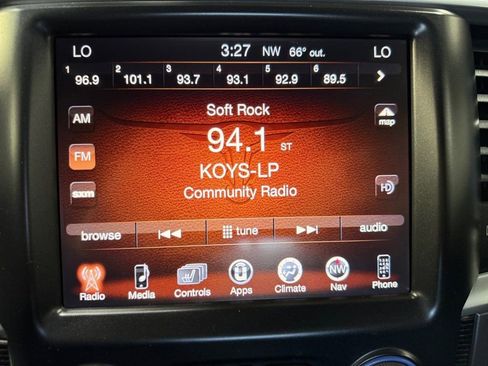 LO 3:27 NW 66° out. LO
1 96.9 2 101.1 3 93.7 4 93.1 5 92.9 6 89.5
Soft Rock
AM 94.1 ST map
FM KOYS-LP
sxm Community Radio HD
browse tune audio
Radio Media Controls Apps Climate NW Nav Phone